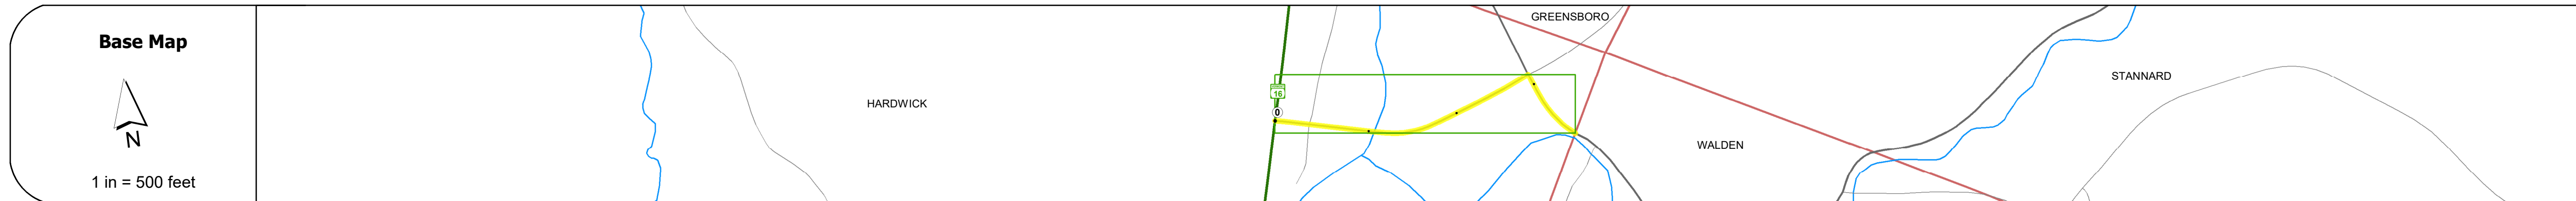 Base Map
N
1 in = 500 feet
HARDWICK
16
0
GREENSBORO
WALDEN
STANNARD